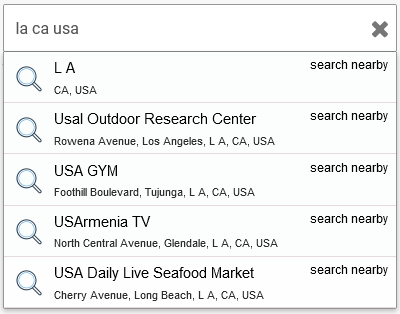 la ca usa
L A
search nearby
CA, USA
Usal Outdoor Research Center
search nearby
Rowena Avenue, Los Angeles, L A, CA, USA
USA GYM
search nearby
Foothill Boulevard, Tujunga, L A, CA, USA
USArmenia TV
search nearby
North Central Avenue, Glendale, L A, CA, USA
USA Daily Live Seafood Market
search nearby
Cherry Avenue, Long Beach, L A, CA, USA